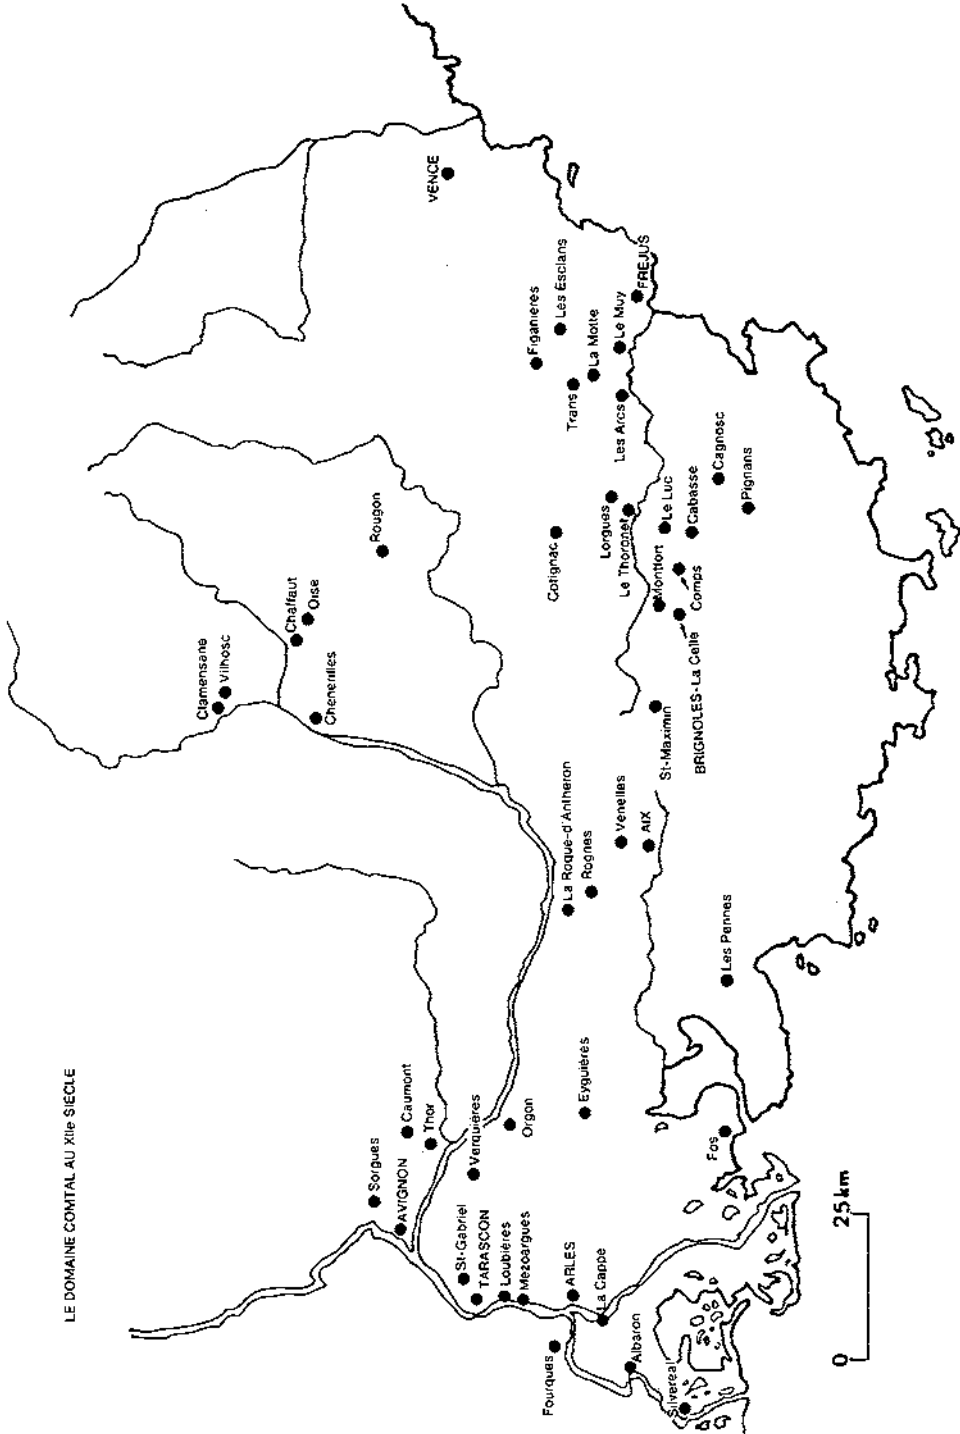 LE DOMAINE COMTAL AU XIIe SIECLE
Clamensane
Vilhosc
Chaffaut
Oise
Chenerilles
Rougon
VENCE
Sorgues
AVIGNON
Caumont
Thor
Verquières
Orgon
Eyguières
St-Gabriel
TARASCON
Loubières
Mezoargues
ARLES
La Cappe
Fourques
Albaron
Silvereal
Fos
Les Pennes
La Roque-d'Antheron
Rognes
Venelles
AIX
St-Maximin
BRIGNOLES-La Celle
Comps
Montfort
Le Thoronet
Lorgues
Cotignac
Le Luc
Cabasse
Cagnosc
Pignans
Les Arcs
Trans
La Motte
Le Muy
Figanieres
Les Esclans
FREJUS
0 25 km